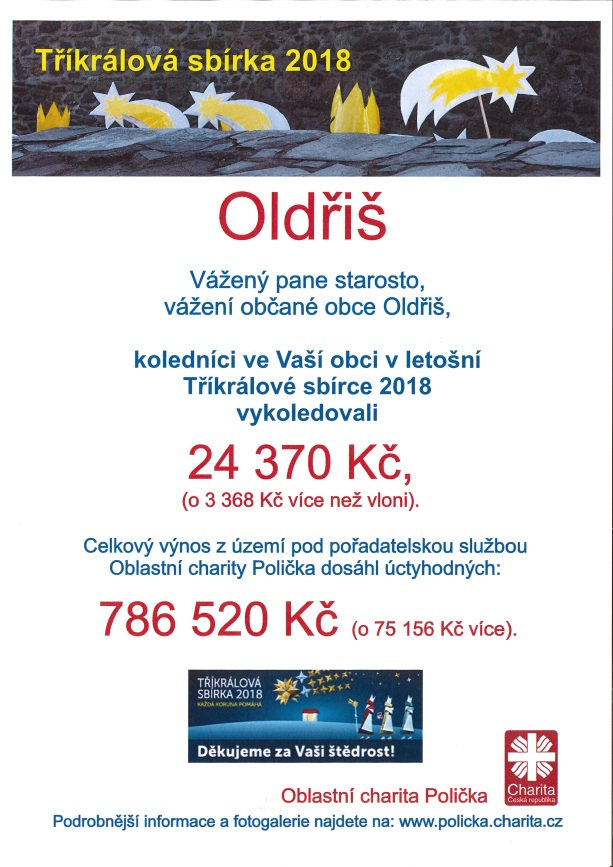 Tříkrálová sbírka 2018
Oldřiš
Vážený pane starosto,
vážení občané obce Oldřiš,
koledníci ve Vaší obci v letošní
Tříkrálové sbírce 2018
vykoledovali
24 370 Kč,
(o 3 368 Kč více než vloni).
Celkový výnos z území pod pořadatelskou službou
Oblastní charity Polička dosáhl úctyhodných:
786 520 Kč (o 75 156 Kč více).
TŘÍKRÁLOVÁ
SBÍRKA 2018
KAŽDÁ KORUNA POMÁHÁ
Děkujeme za Vaši štědrost!
Charita
Česká republika
Oblastní charita Polička
Podrobnější informace a fotogalerie najdete na: www.policka.charita.cz